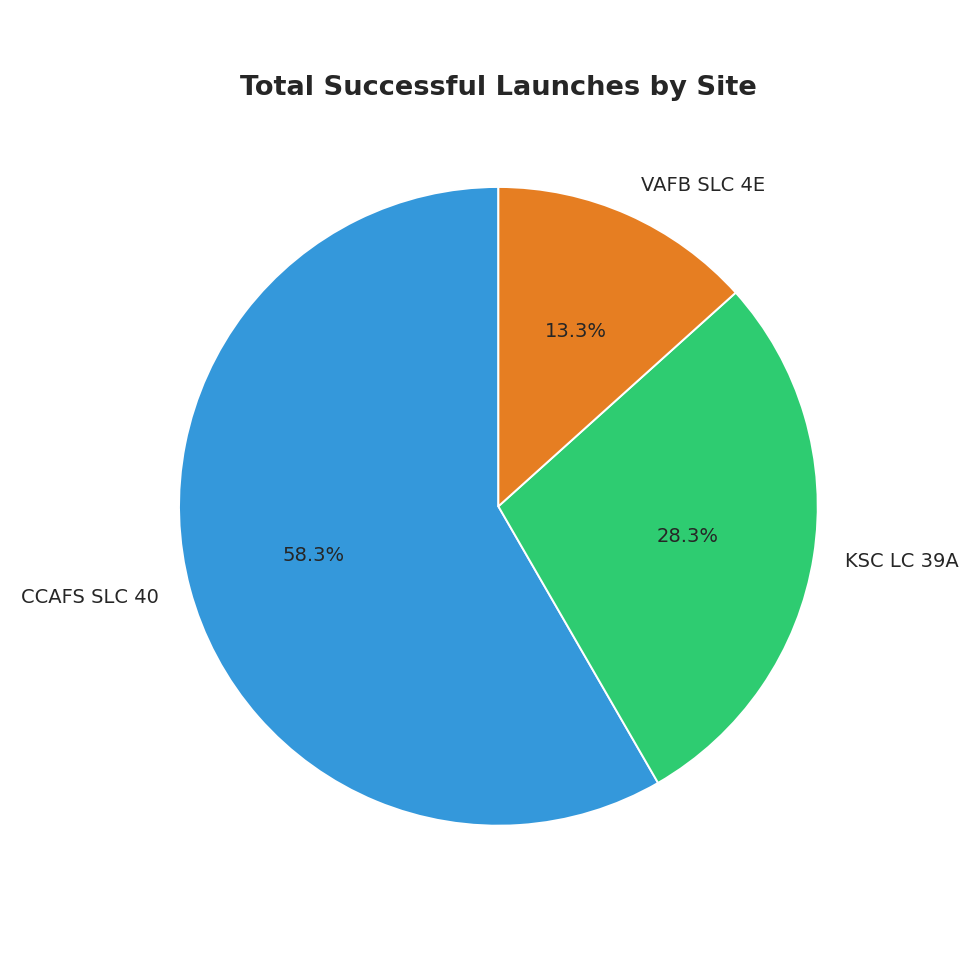 Total Successful Launches by Site
VAFB SLC 4E
13.3%
28.3%
58.3%
KSC LC 39A
CCAFS SLC 40